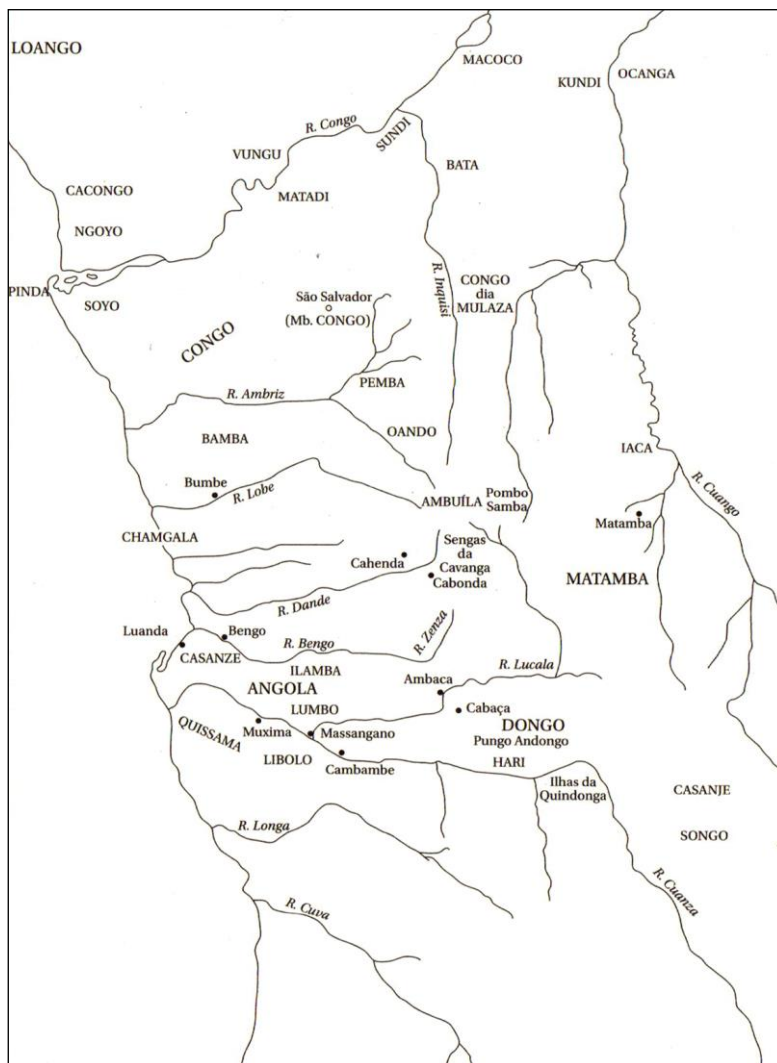 LOANGO
MACOCO
KUNDI
OCANGA
R. Congo
SUNDI
VUNGU
BATA
CACONGO
MATADI
NGOYO
PINDA
SOYO
R. Inquisi
CONGO
dia
MULAZA
São Salvador
(Mb. CONGO)
CONGO
PEMBA
R. Ambriz
OANDO
BAMBA
IACA
R. Cuango
Bumbe
R. Lobe
AMBUÍLA
Pombo
Samba
Matamba
CHAMGALA
Sengas
da
Cavanga
Cahenda
Cabonda
MATAMBA
R. Dande
R. Zenza
Luanda
Bengo
R. Bengo
CASANZE
ILAMBA
R. Lucala
ANGOLA
Ambaca
LUMBO
Cabaça
QUISSAMA
Muxima
Massangano
DONGO
Pungo Andongo
LIBOLO
Cambambe
HARI
Ilhas da
Quindonga
CASANJE
R. Longa
SONGO
R. Cuanza
R. Cuva